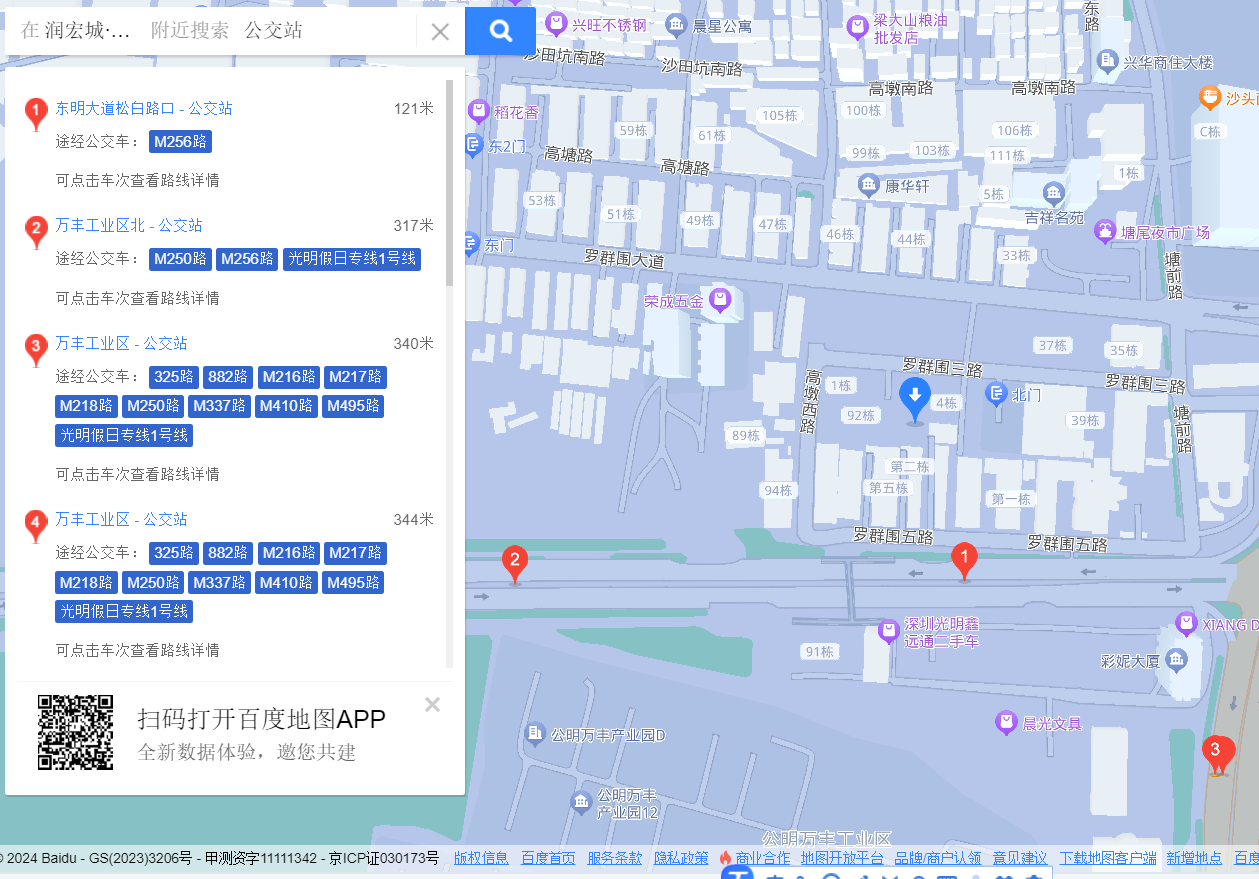 在 润宏城·… 附近搜索 公交站
1 东明大道松白路口 - 公交站 121米
途经公交车： M256路
可点击车次查看路线详情
2 万丰工业区北 - 公交站 317米
途经公交车： M250路 M256路 光明假日专线1号线
可点击车次查看路线详情
3 万丰工业区 - 公交站 340米
途经公交车： 325路 882路 M216路 M217路
M218路 M250路 M337路 M410路 M495路
光明假日专线1号线
可点击车次查看路线详情
4 万丰工业区 - 公交站 344米
途经公交车： 325路 882路 M216路 M217路
M218路 M250路 M337路 M410路 M495路
光明假日专线1号线
可点击车次查看路线详情
扫码打开百度地图APP
全新数据体验，邀您共建
兴旺不锈钢
晨星公寓
梁大山粮油
批发店
东路
兴华商住大楼
沙田坑南路
沙田坑南路
高墩南路
高墩南路
沙头
C栋
稻花香
东2门
59栋
61栋
105栋
100栋
106栋
99栋
103栋
111栋
1栋
高塘路
高塘路
康华轩
5栋
吉祥名苑
53栋
51栋
49栋
47栋
46栋
44栋
33栋
塘尾夜市广场
东门
罗群围大道
塘前路
荣成五金
37栋
35栋
罗群围三路
罗群围三路
高墩西路
1栋
92栋
4栋
北门
39栋
塘前路
89栋
94栋
第二栋
第五栋
第一栋
罗群围五路
罗群围五路
2
1
深圳光明鑫
远通二手车
91栋
XIANG D
彩妮大厦
晨光文具
公明万丰产业园D
3
公明万丰
产业园12
公明万丰工业区
© 2024 Baidu - GS(2023)3206号 - 甲测资字11111342 - 京ICP证030173号 版权信息 百度首页 服务条款 隐私政策 商业合作 地图开放平台 品牌/商户认领 意见建议 下载地图客户端 新增地点 百度